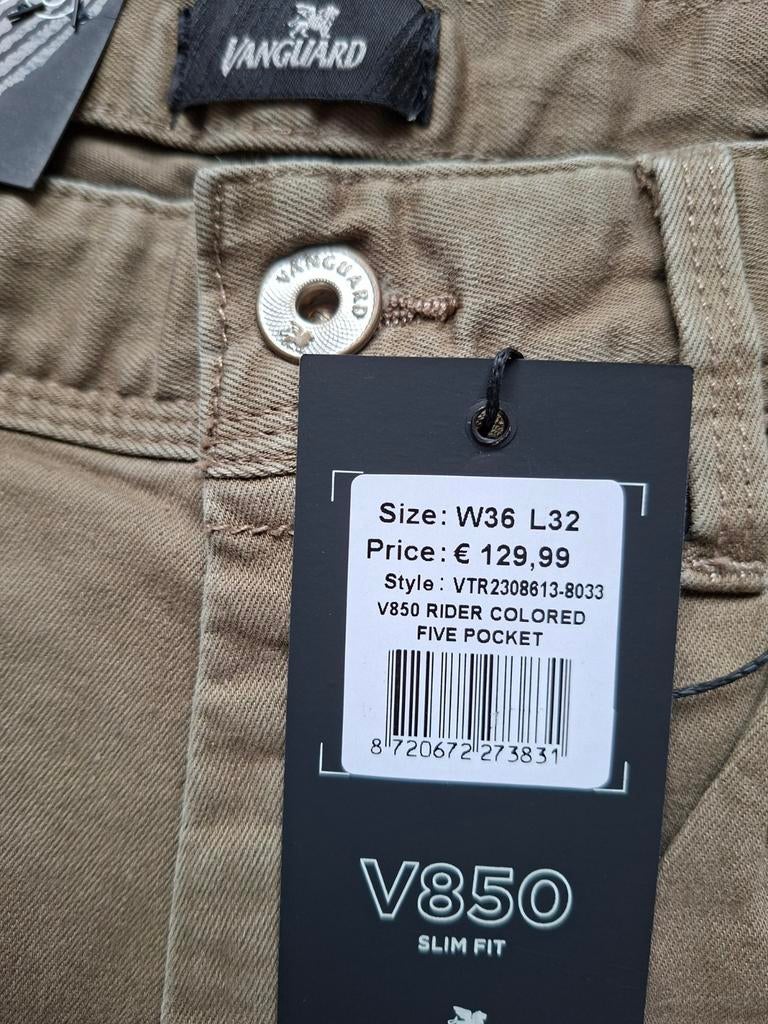 VANGUARD
VANGUARD
Size: W36 L32
Price: € 129,99
Style : VTR2308613-8033
V850 RIDER COLORED
FIVE POCKET
8 720672 273831
V850
SLIM FIT